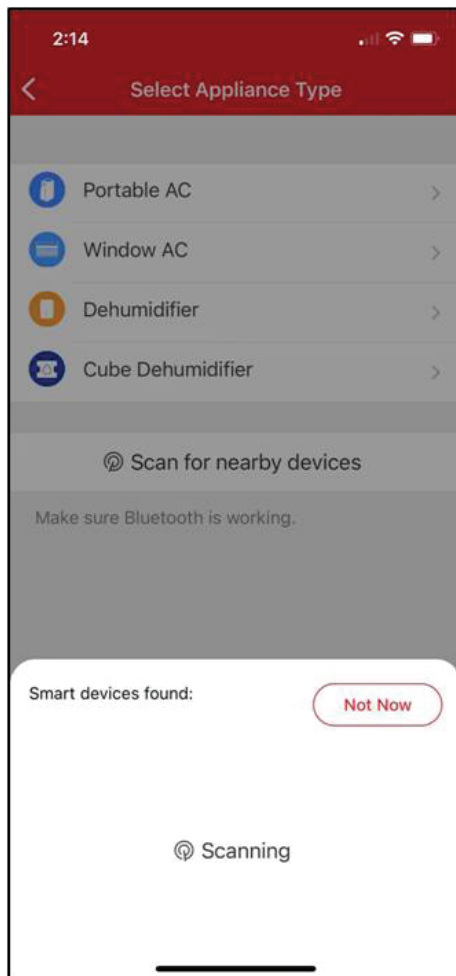 2:14
Select Appliance Type
Portable AC
Window AC
Dehumidifier
Cube Dehumidifier
Scan for nearby devices
Make sure Bluetooth is working.
Smart devices found:
Not Now
Scanning